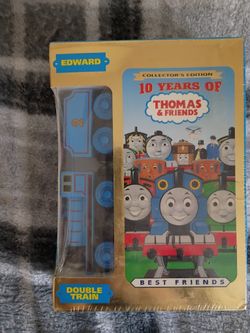 EDWARD
COLLECTOR'S EDITION
10 YEARS OF
THOMAS
& FRIENDS
BEST FRIENDS
DOUBLE
TRAIN